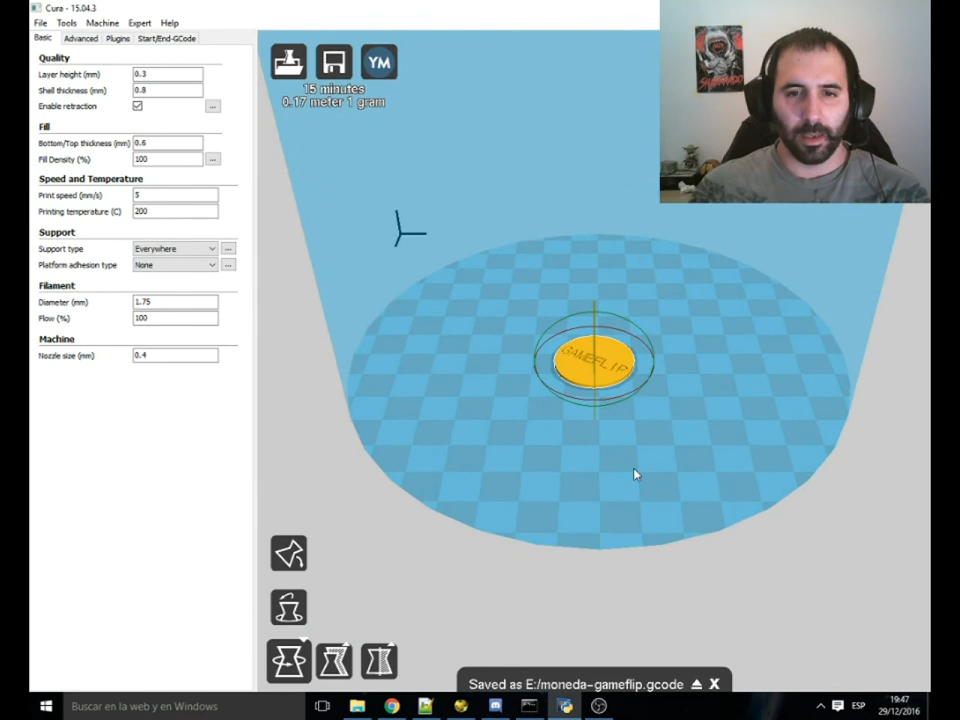 Cura - 15.04.3
File Tools Machine Expert Help
Basic Advanced Plugins Start/End-GCode
Quality
Layer height (mm) 0.3
Shell thickness (mm) 0.8
Enable retraction ...
Fill
Bottom/Top thickness (mm) 0.6
Fill Density (%) 100 ...
Speed and Temperature
Print speed (mm/s) 5
Printing temperature (C) 200
Support
Support type Everywhere ...
Platform adhesion type None ...
Filament
Diameter (mm) 1.75
Flow (%) 100
Machine
Nozzle size (mm) 0.4
YM
15 minutes
0.17 meter 1 gram
GAMEFLIP
Saved as E:/moneda-gameflip.gcode X
Buscar en la web y en Windows
ESP
19:47
29/12/2016